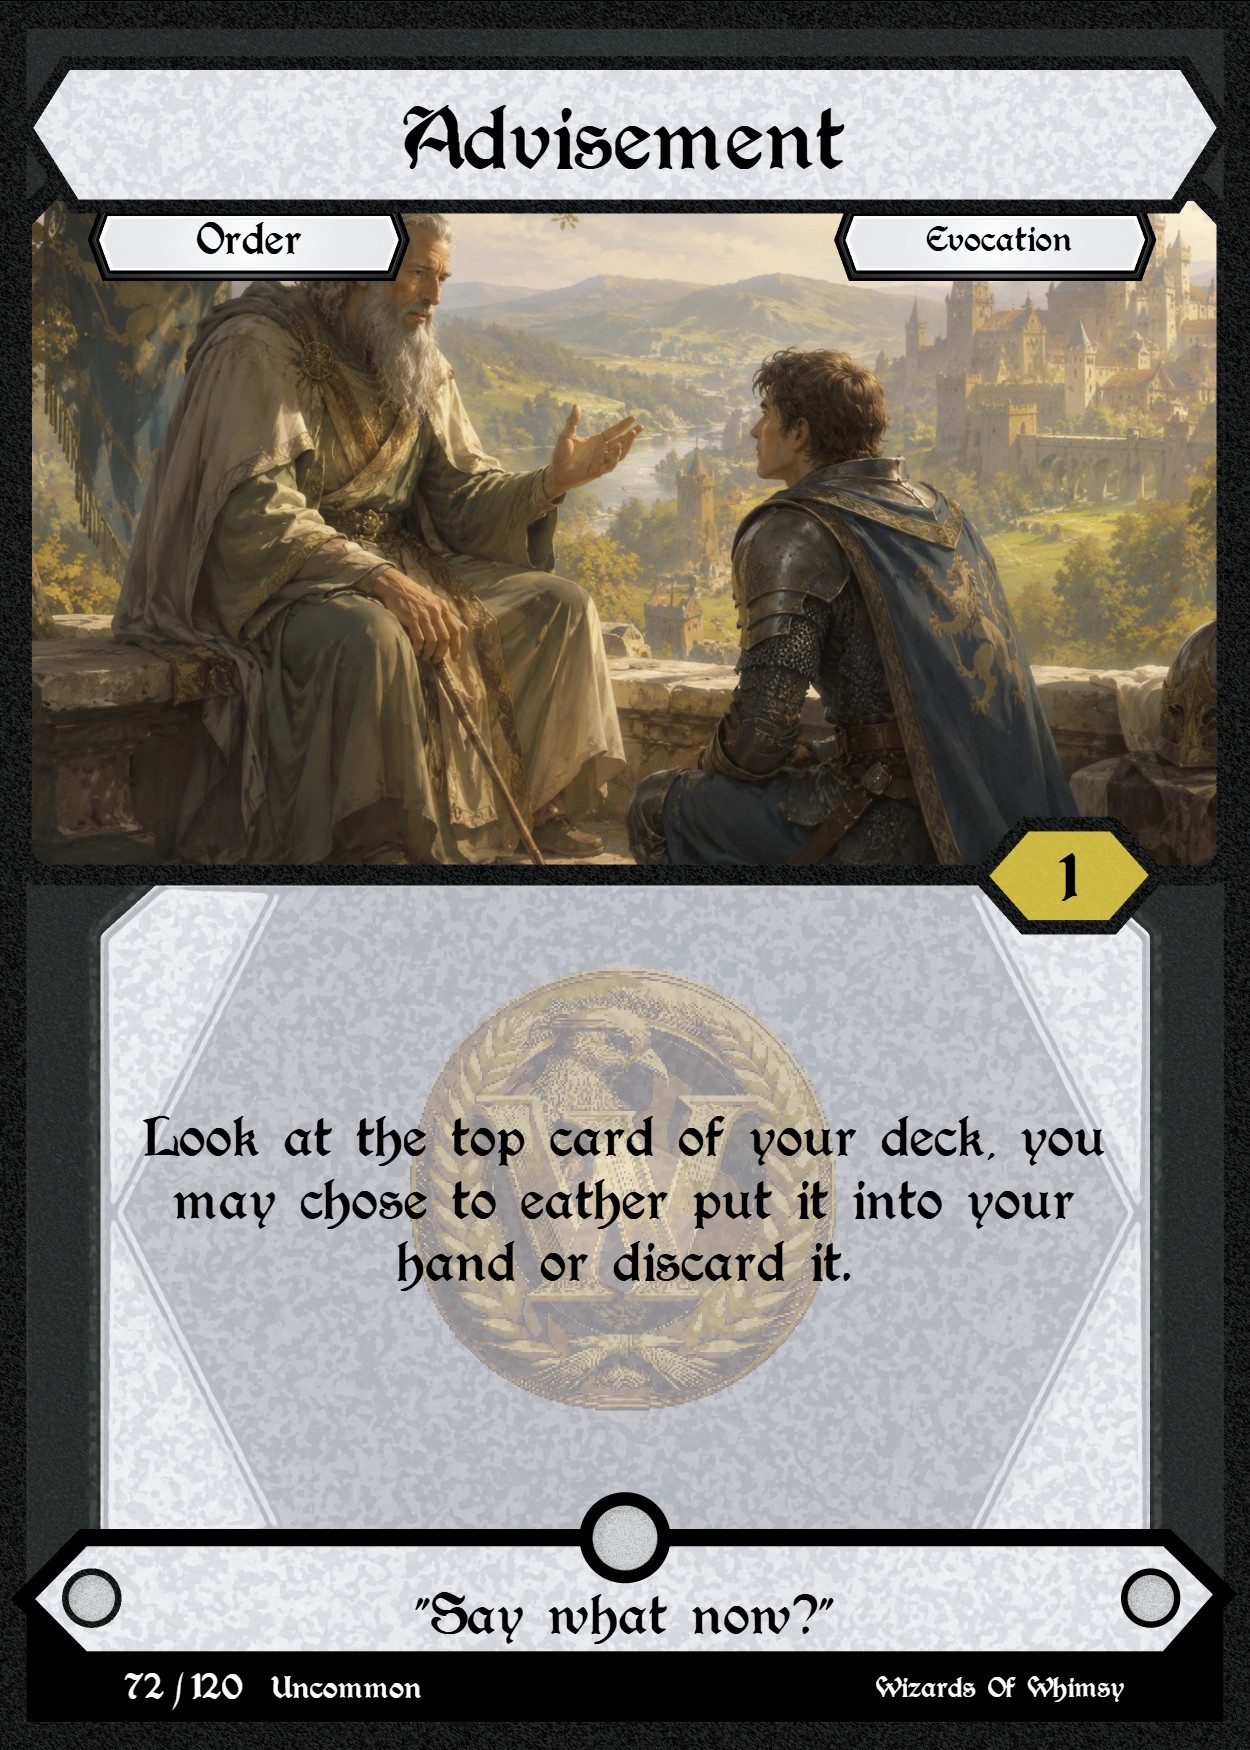 Advisement
Order
Evocation
1
W
Look at the top card of your deck, you
may chose to eather put it into your
hand or discard it.
"Say what now?"
72 / 120 Uncommon
Wizards Of Whimsy